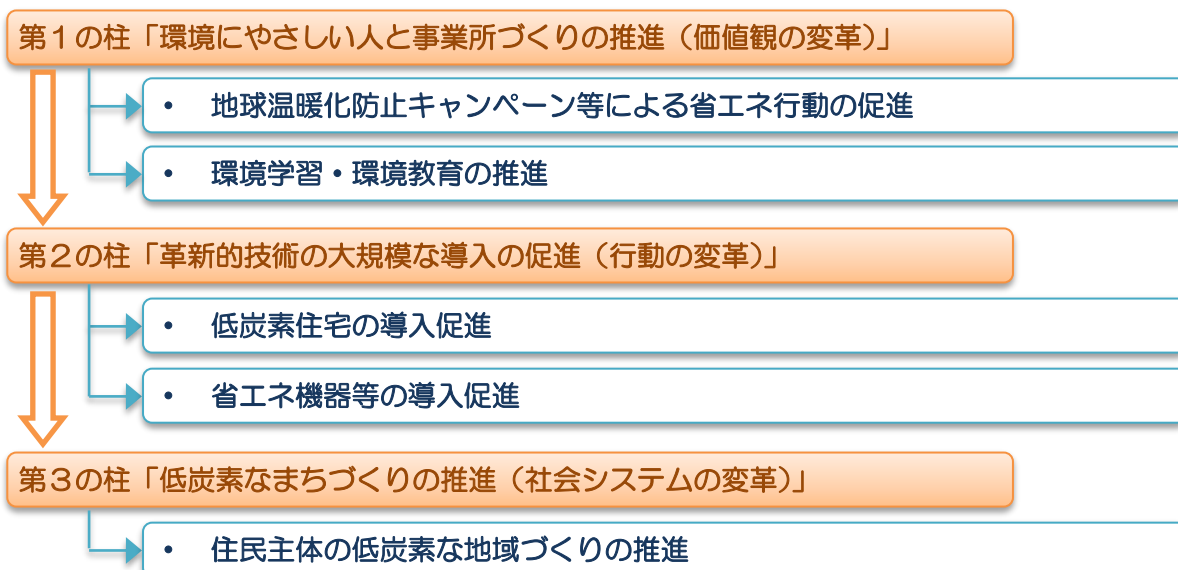 第１の柱「環境にやさしい人と事業所づくりの推進（価値観の変革）」
• 地球温暖化防止キャンペーン等による省エネ行動の促進
• 環境学習・環境教育の推進
第２の柱「革新的技術の大規模な導入の促進（行動の変革）」
• 低炭素住宅の導入促進
• 省エネ機器等の導入促進
第３の柱「低炭素なまちづくりの推進（社会システムの変革）」
• 住民主体の低炭素な地域づくりの推進